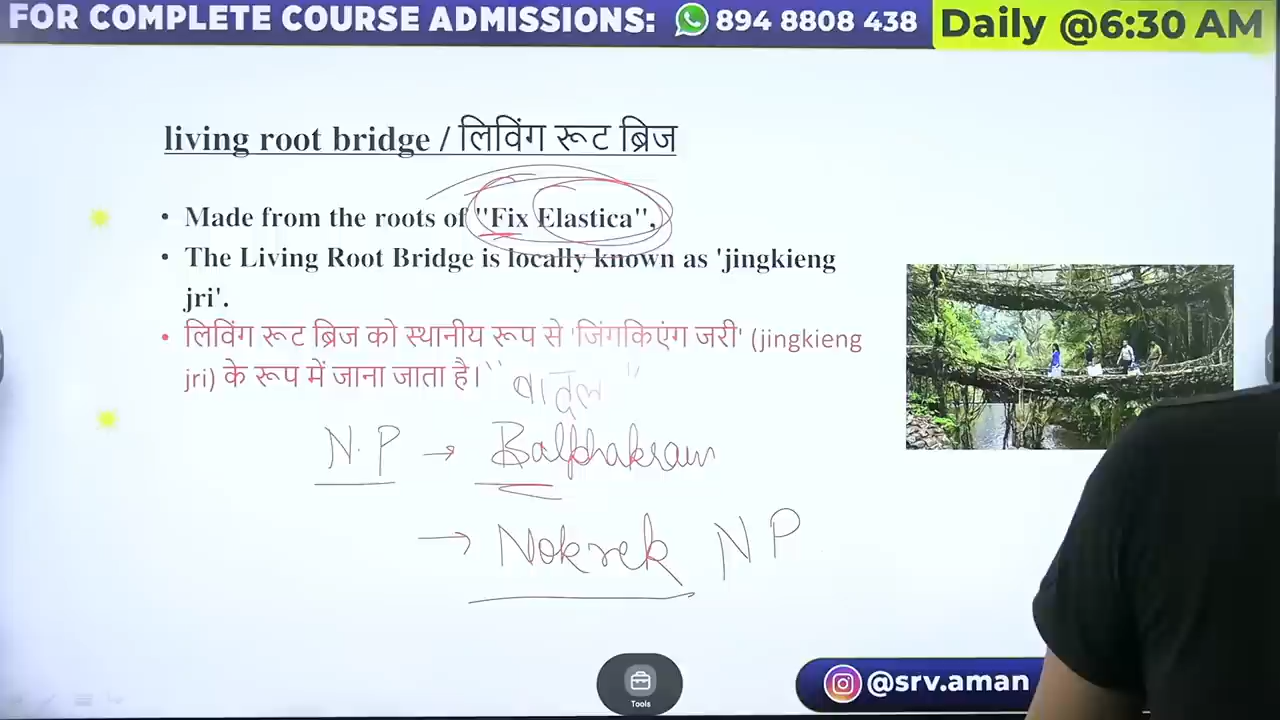 FOR COMPLETE COURSE ADMISSIONS: 894 8808 438 Daily @6:30 AM
living root bridge / लिविंग रूट ब्रिज
• Made from the roots of "Fix Elastica",
• The Living Root Bridge is locally known as 'jingkieng
jri'.
• लिविंग रूट ब्रिज को स्थानीय रूप से 'जिंगकिएंग जरी' (jingkieng
jri) के रूप में जाना जाता है।
N.P → Balphakram
→ Nokrek NP
Tools
@srv.aman